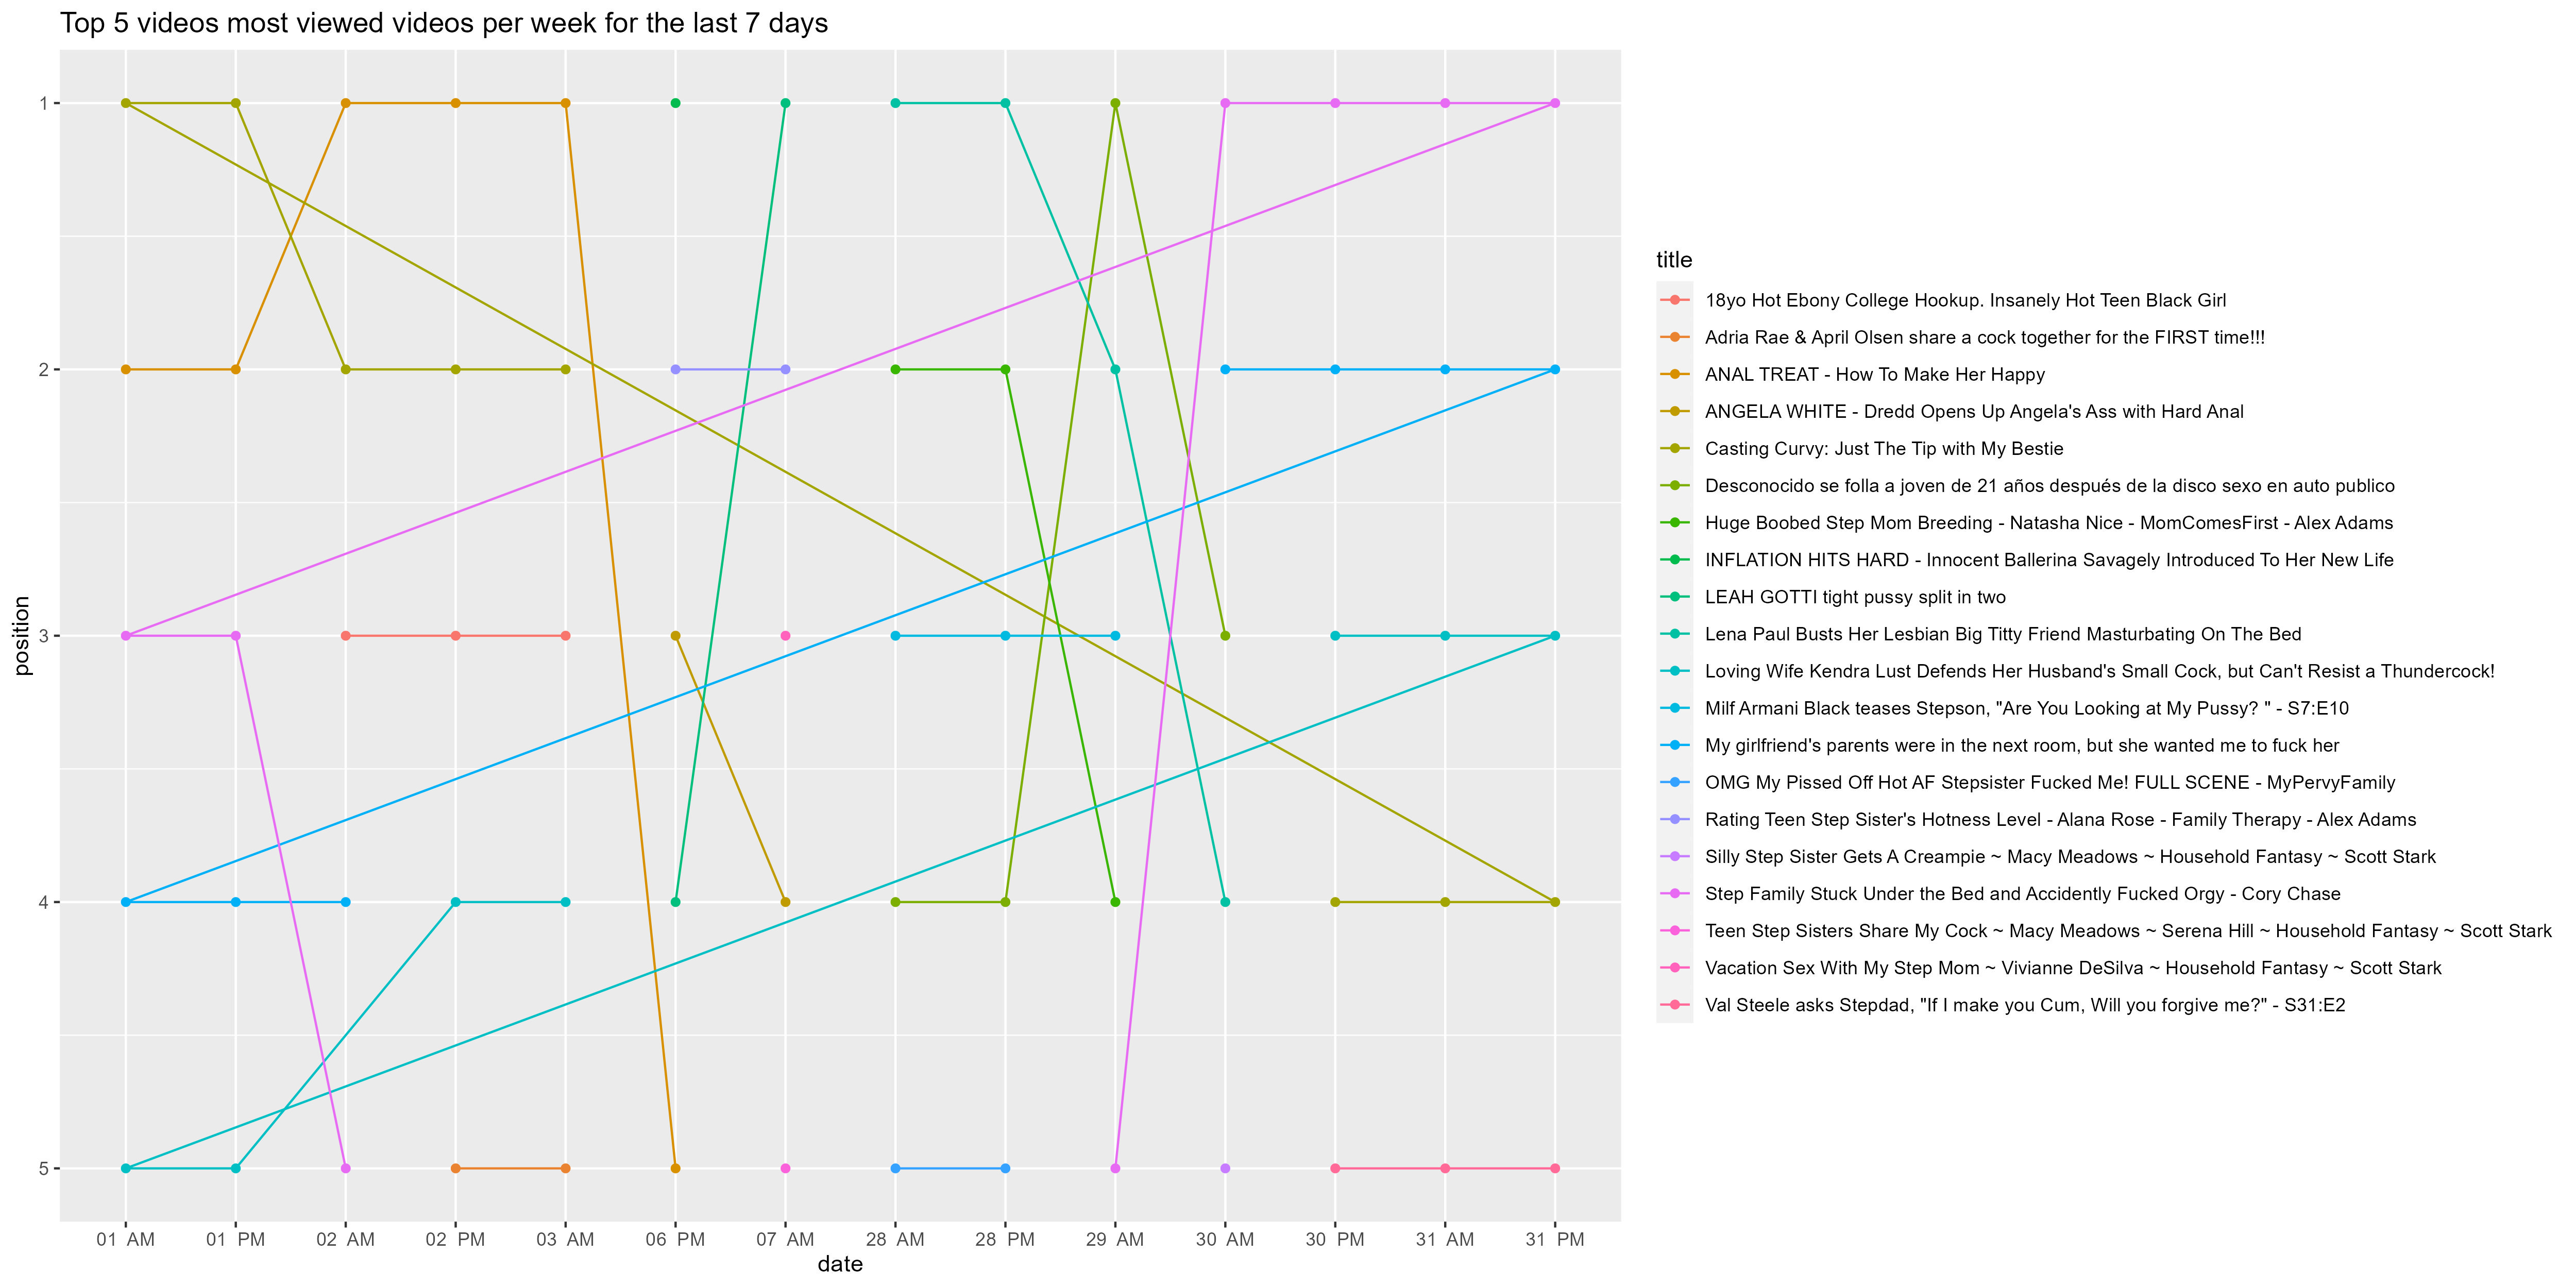 Top 5 videos most viewed videos per week for the last 7 days
position
1
2
3
4
5
01 AM
01 PM
02 AM
02 PM
03 AM
06 PM
07 AM
28 AM
28 PM
29 AM
30 AM
30 PM
31 AM
31 PM
date
title
18yo Hot Ebony College Hookup. Insanely Hot Teen Black Girl
Adria Rae & April Olsen share a cock together for the FIRST time!!!
ANAL TREAT - How To Make Her Happy
ANGELA WHITE - Dredd Opens Up Angela's Ass with Hard Anal
Casting Curvy: Just The Tip with My Bestie
Desconocido se folla a joven de 21 años después de la disco sexo en auto publico
Huge Boobed Step Mom Breeding - Natasha Nice - MomComesFirst - Alex Adams
INFLATION HITS HARD - Innocent Ballerina Savagely Introduced To Her New Life
LEAH GOTTI tight pussy split in two
Lena Paul Busts Her Lesbian Big Titty Friend Masturbating On The Bed
Loving Wife Kendra Lust Defends Her Husband's Small Cock, but Can't Resist a Thundercock!
Milf Armani Black teases Stepson, "Are You Looking at My Pussy? " - S7:E10
My girlfriend's parents were in the next room, but she wanted me to fuck her
OMG My Pissed Off Hot AF Stepsister Fucked Me! FULL SCENE - MyPervyFamily
Rating Teen Step Sister's Hotness Level - Alana Rose - Family Therapy - Alex Adams
Silly Step Sister Gets A Creampie ~ Macy Meadows ~ Household Fantasy ~ Scott Stark
Step Family Stuck Under the Bed and Accidently Fucked Orgy - Cory Chase
Teen Step Sisters Share My Cock ~ Macy Meadows ~ Serena Hill ~ Household Fantasy ~ Scott Stark
Vacation Sex With My Step Mom ~ Vivianne DeSilva ~ Household Fantasy ~ Scott Stark
Val Steele asks Stepdad, "If I make you Cum, Will you forgive me?" - S31:E2